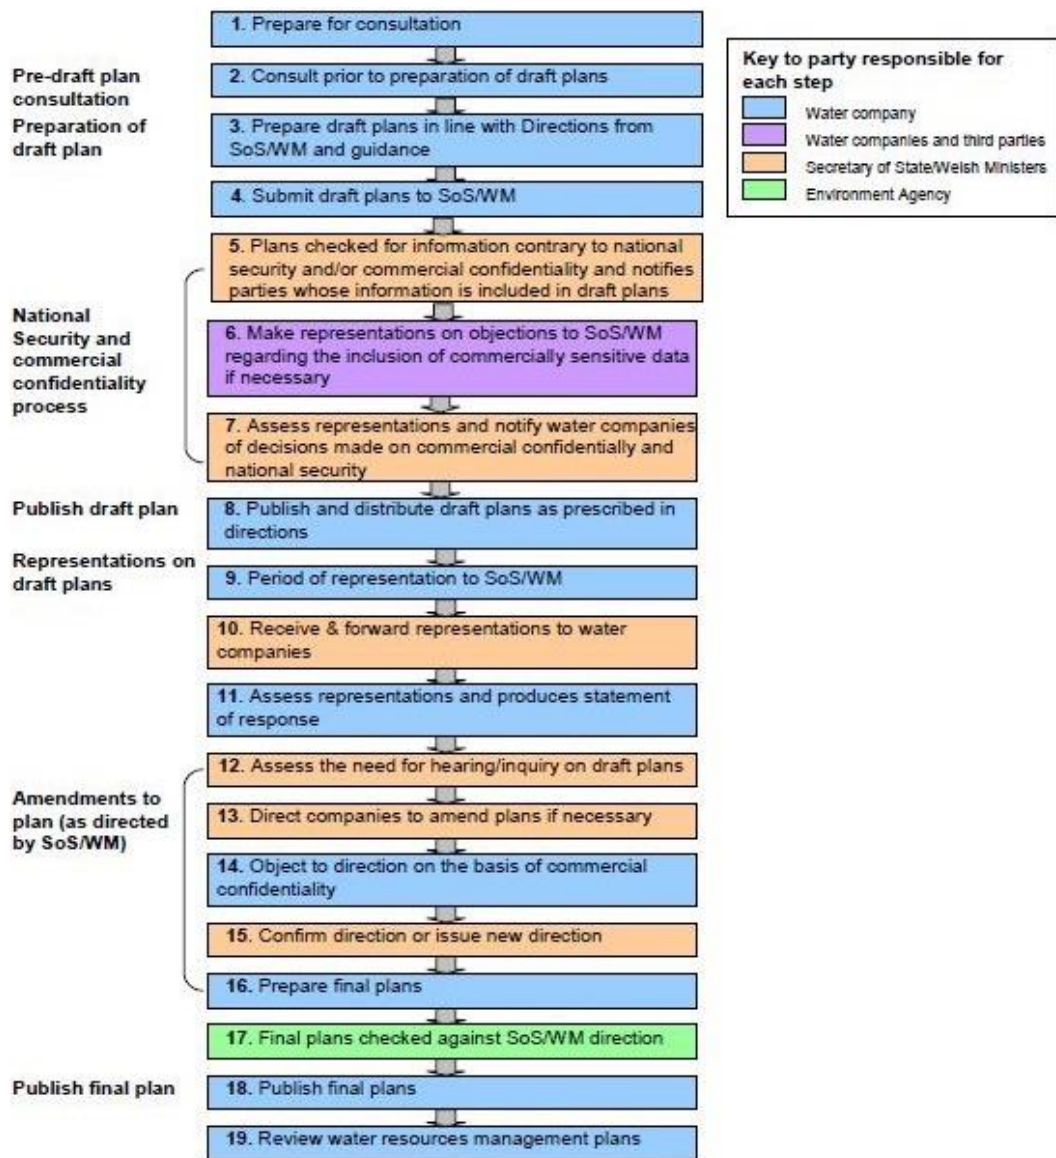 1. Prepare for consultation
Pre-draft plan
consultation
2. Consult prior to preparation of draft plans
Preparation of
draft plan
3. Prepare draft plans in line with Directions from
SoS/WM and guidance
4. Submit draft plans to SoS/WM
Key to party responsible for
each step
Water company
Water companies and third parties
Secretary of State/Welsh Ministers
Environment Agency
National
Security and
commercial
confidentiality
process
5. Plans checked for information contrary to national
security and/or commercial confidentiality and notifies
parties whose information is included in draft plans
6. Make representations on objections to SoS/WM
regarding the inclusion of commercially sensitive data
if necessary
7. Assess representations and notify water companies
of decisions made on commercial confidentially and
national security
Publish draft plan
8. Publish and distribute draft plans as prescribed in
directions
Representations on
draft plans
9. Period of representation to SoS/WM
10. Receive & forward representations to water
companies
11. Assess representations and produces statement
of response
Amendments to
plan (as directed
by SoS/WM)
12. Assess the need for hearing/inquiry on draft plans
13. Direct companies to amend plans if necessary
14. Object to direction on the basis of commercial
confidentiality
15. Confirm direction or issue new direction
16. Prepare final plans
17. Final plans checked against SoS/WM direction
Publish final plan
18. Publish final plans
19. Review water resources management plans